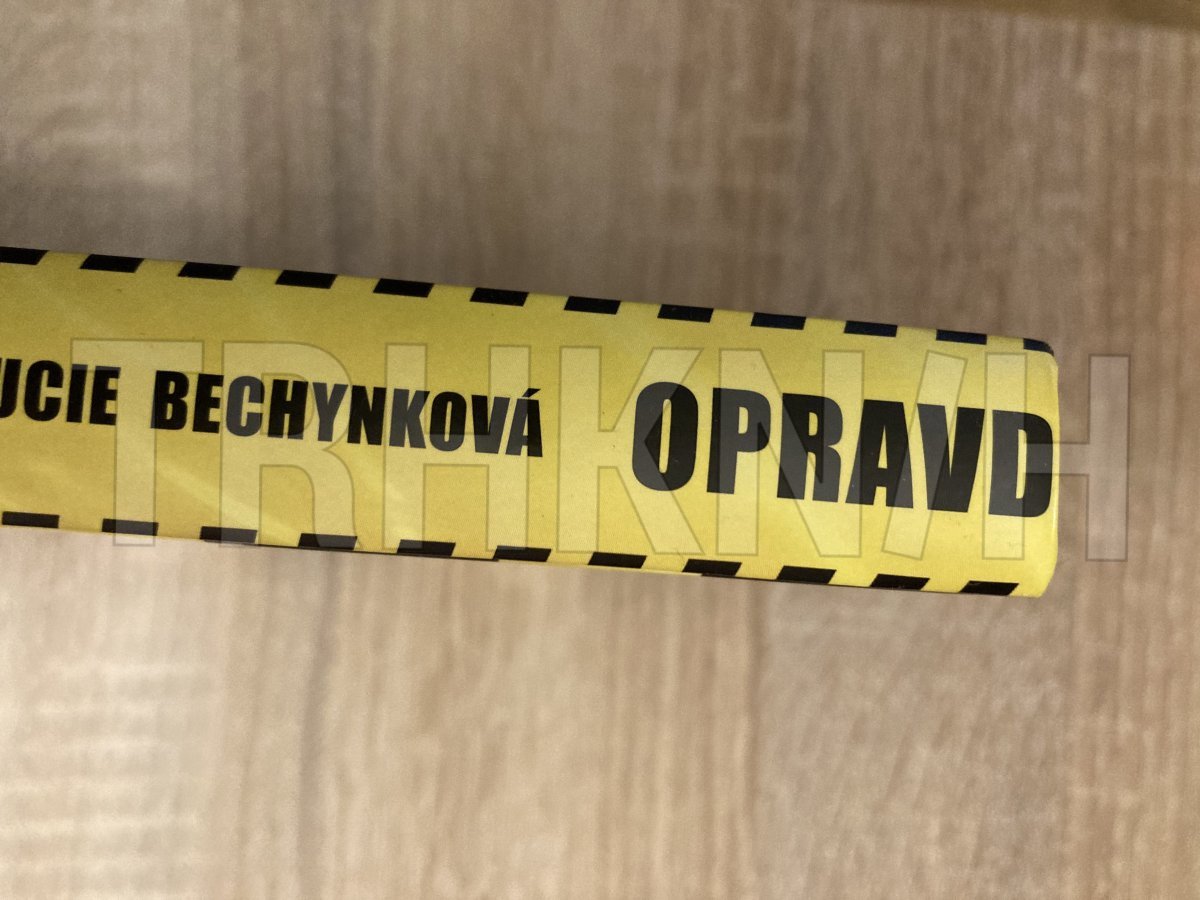 UCIE BECHYNKOVÁ OPRAVD
TRHKNIH